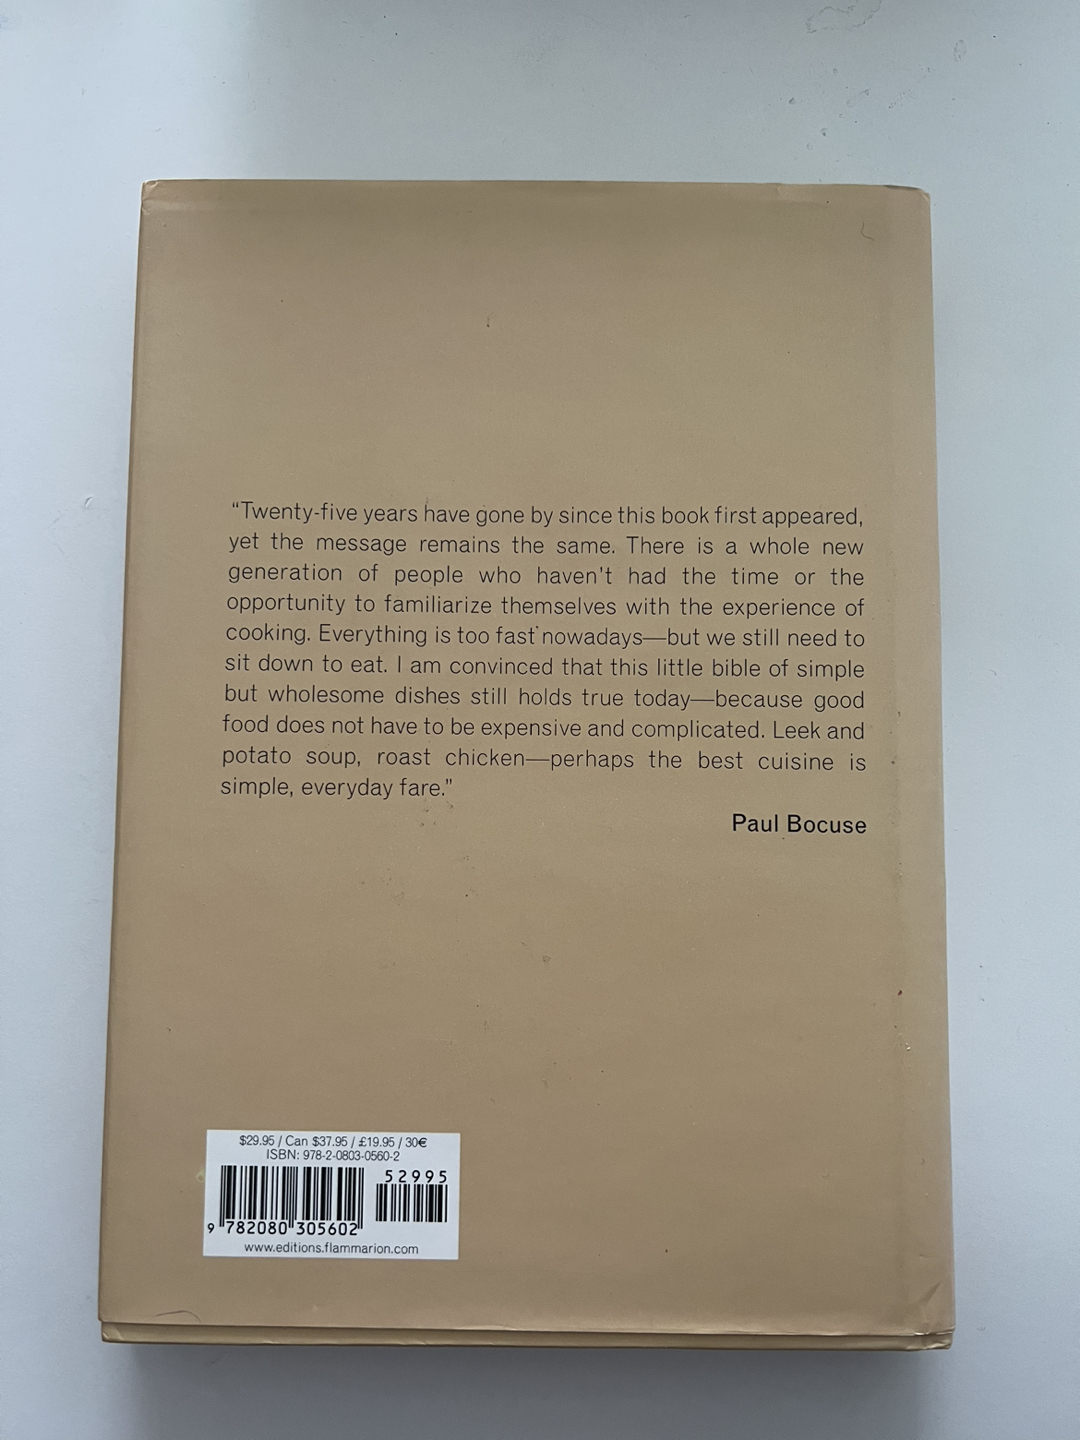 “Twenty-five years have gone by since this book first appeared,
yet the message remains the same. There is a whole new
generation of people who haven't had the time or the
opportunity to familiarize themselves with the experience of
cooking. Everything is too fast nowadays—but we still need to
sit down to eat. I am convinced that this little bible of simple
but wholesome dishes still holds true today—because good
food does not have to be expensive and complicated. Leek and
potato soup, roast chicken—perhaps the best cuisine is
simple, everyday fare."
Paul Bocuse
$29.95 / Can $37.95 / £19.95 / 30€
ISBN: 978-2-0803-0560-2
52995
9 782080 305602
www.editions.flammarion.com